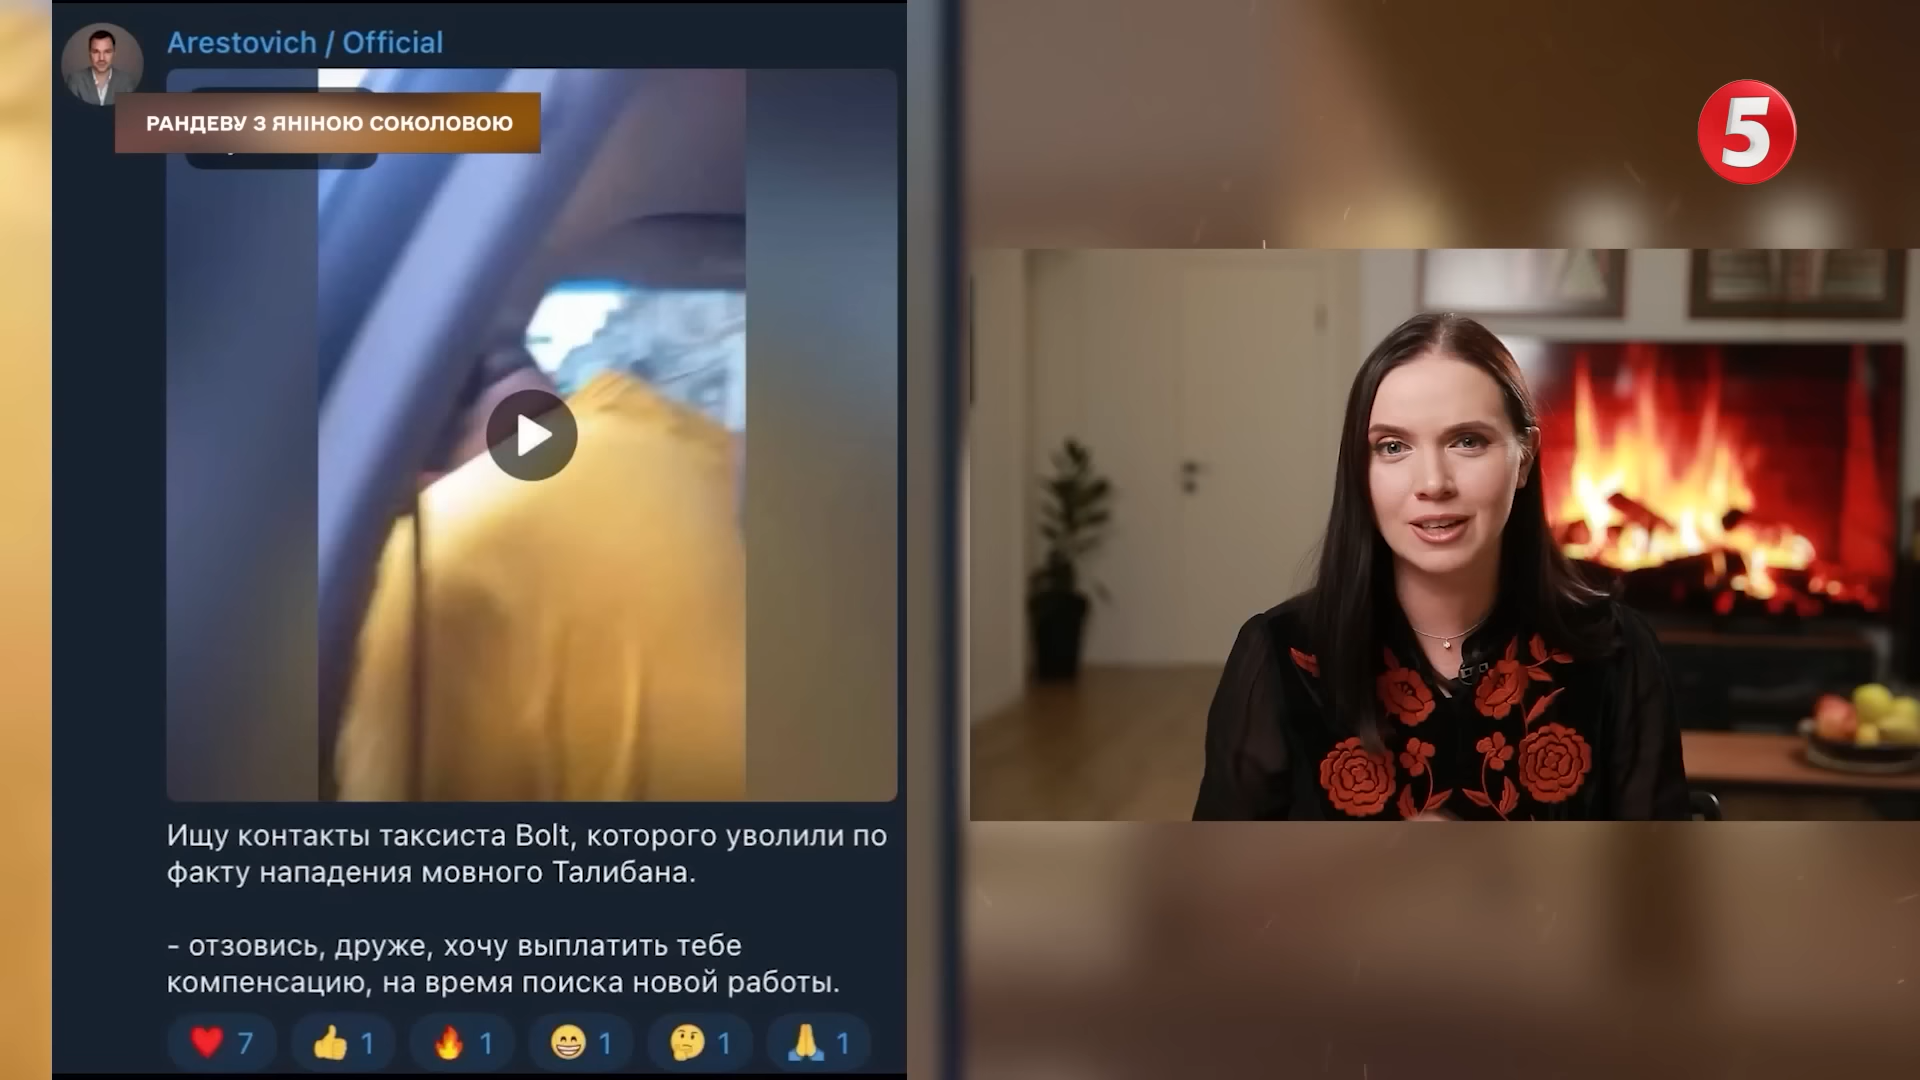 Arestovich / Official
РАНДЕВУ З ЯНІНОЮ СОКОЛОВОЮ
5
Ищу контакты таксиста Bolt, которого уволили по
факту нападения мовного Талибана.
- отзовись, друже, хочу выплатить тебе
компенсацию, на время поиска новой работы.
7
1
1
1
1
1